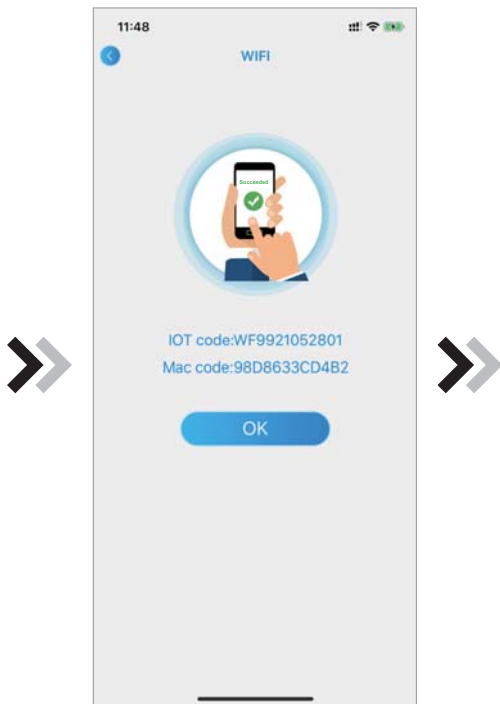 11:48
WIFI
Succeeded
IOT code:WF9921052801
Mac code:98D8633CD4B2
OK